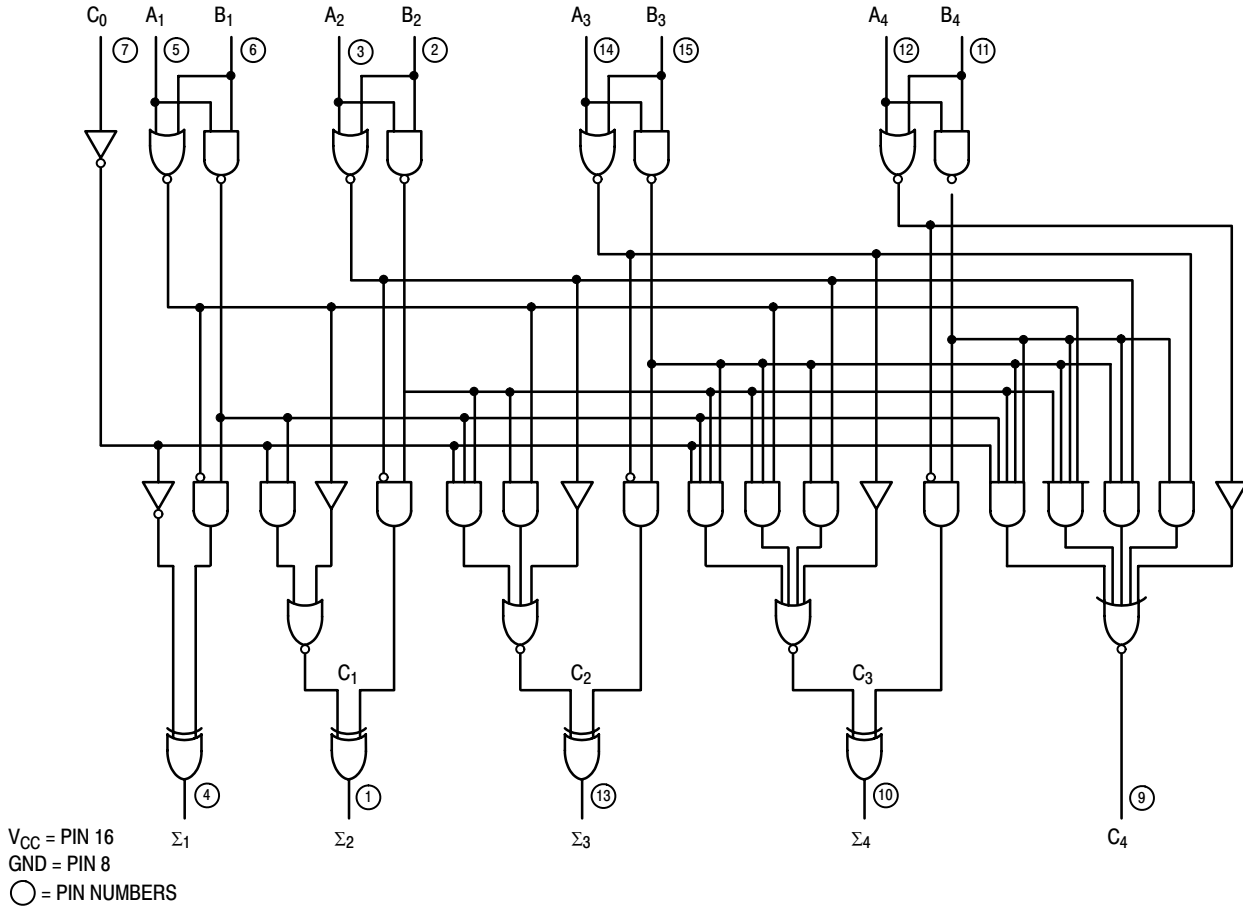 C₀ A₁ B₁ A₂ B₂ A₃ B₃ A₄ B₄
7 5 6 3 2 14 15 12 11
C₁ C₂ C₃
4 1 13 10 9
Σ₁ Σ₂ Σ₃ Σ₄ C₄
V_CC = PIN 16
GND = PIN 8
= PIN NUMBERS